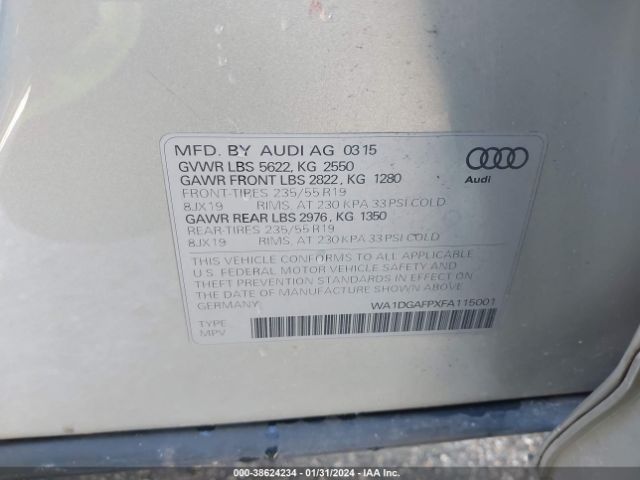 MFD. BY AUDI AG 03 15
GVWR LBS 5622, KG 2550
GAWR FRONT LBS 2822, KG 1280
FRONT-TIRES 235/55 R19
8JX19 RIMS, AT 230 KPA 33 PSI COLD
GAWR REAR LBS 2976, KG 1350
REAR-TIRES 235/55 R19
8JX19 RIMS, AT 230 KPA 33 PSI COLD
Audi
THIS VEHICLE CONFORMS TO ALL APPLICABLE
U.S. FEDERAL MOTOR VEHICLE SAFETY AND
THEFT PREVENTION STANDARDS IN EFFECT ON
THE DATE OF MANUFACTURE SHOWN ABOVE.
GERMANY
WA1DGAFPXFA115001
TYPE
MPV
000-38624234 - 01/31/2024 - IAA Inc.